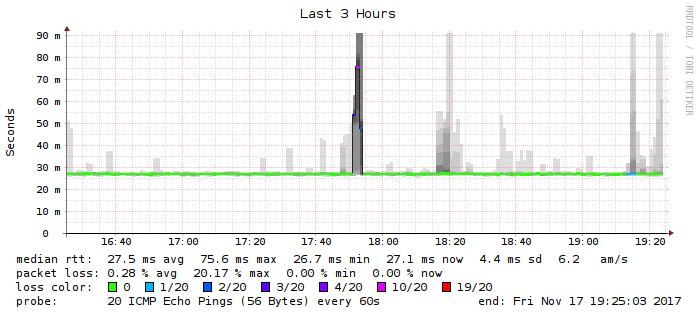 Last 3 Hours
RRDTOOL / TOBI OETIKER
Seconds
90 m
80 m
70 m
60 m
50 m
40 m
30 m
20 m
10 m
0
16:40 17:00 17:20 17:40 18:00 18:20 18:40 19:00 19:20
median rtt: 27.5 ms avg 75.6 ms max 26.7 ms min 27.1 ms now 4.4 ms sd 6.2 am/s
packet loss: 0.28 % avg 20.17 % max 0.00 % min 0.00 % now
loss color: 0 1/20 2/20 3/20 4/20 10/20 19/20
probe: 20 ICMP Echo Pings (56 Bytes) every 60s end: Fri Nov 17 19:25:03 2017